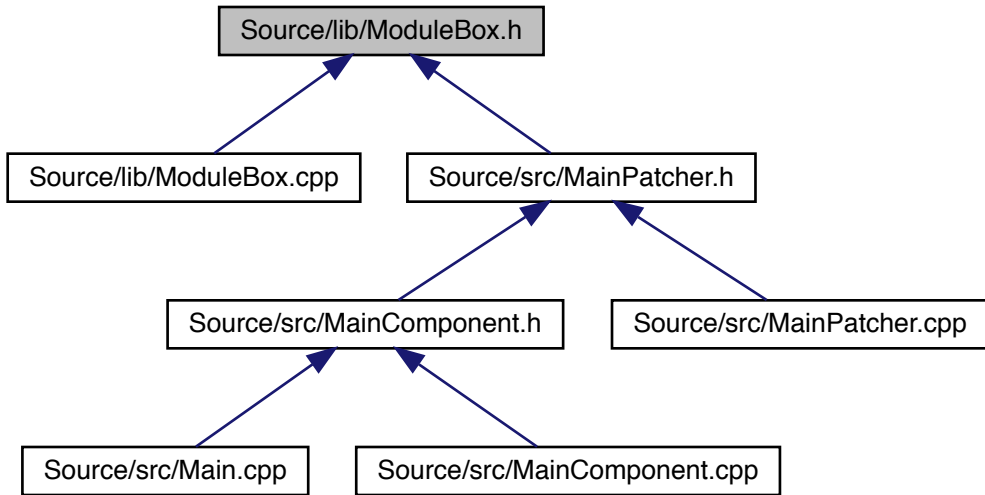 Source/lib/ModuleBox.h
Source/lib/ModuleBox.cpp
Source/src/MainPatcher.h
Source/src/MainComponent.h
Source/src/MainPatcher.cpp
Source/src/Main.cpp
Source/src/MainComponent.cpp